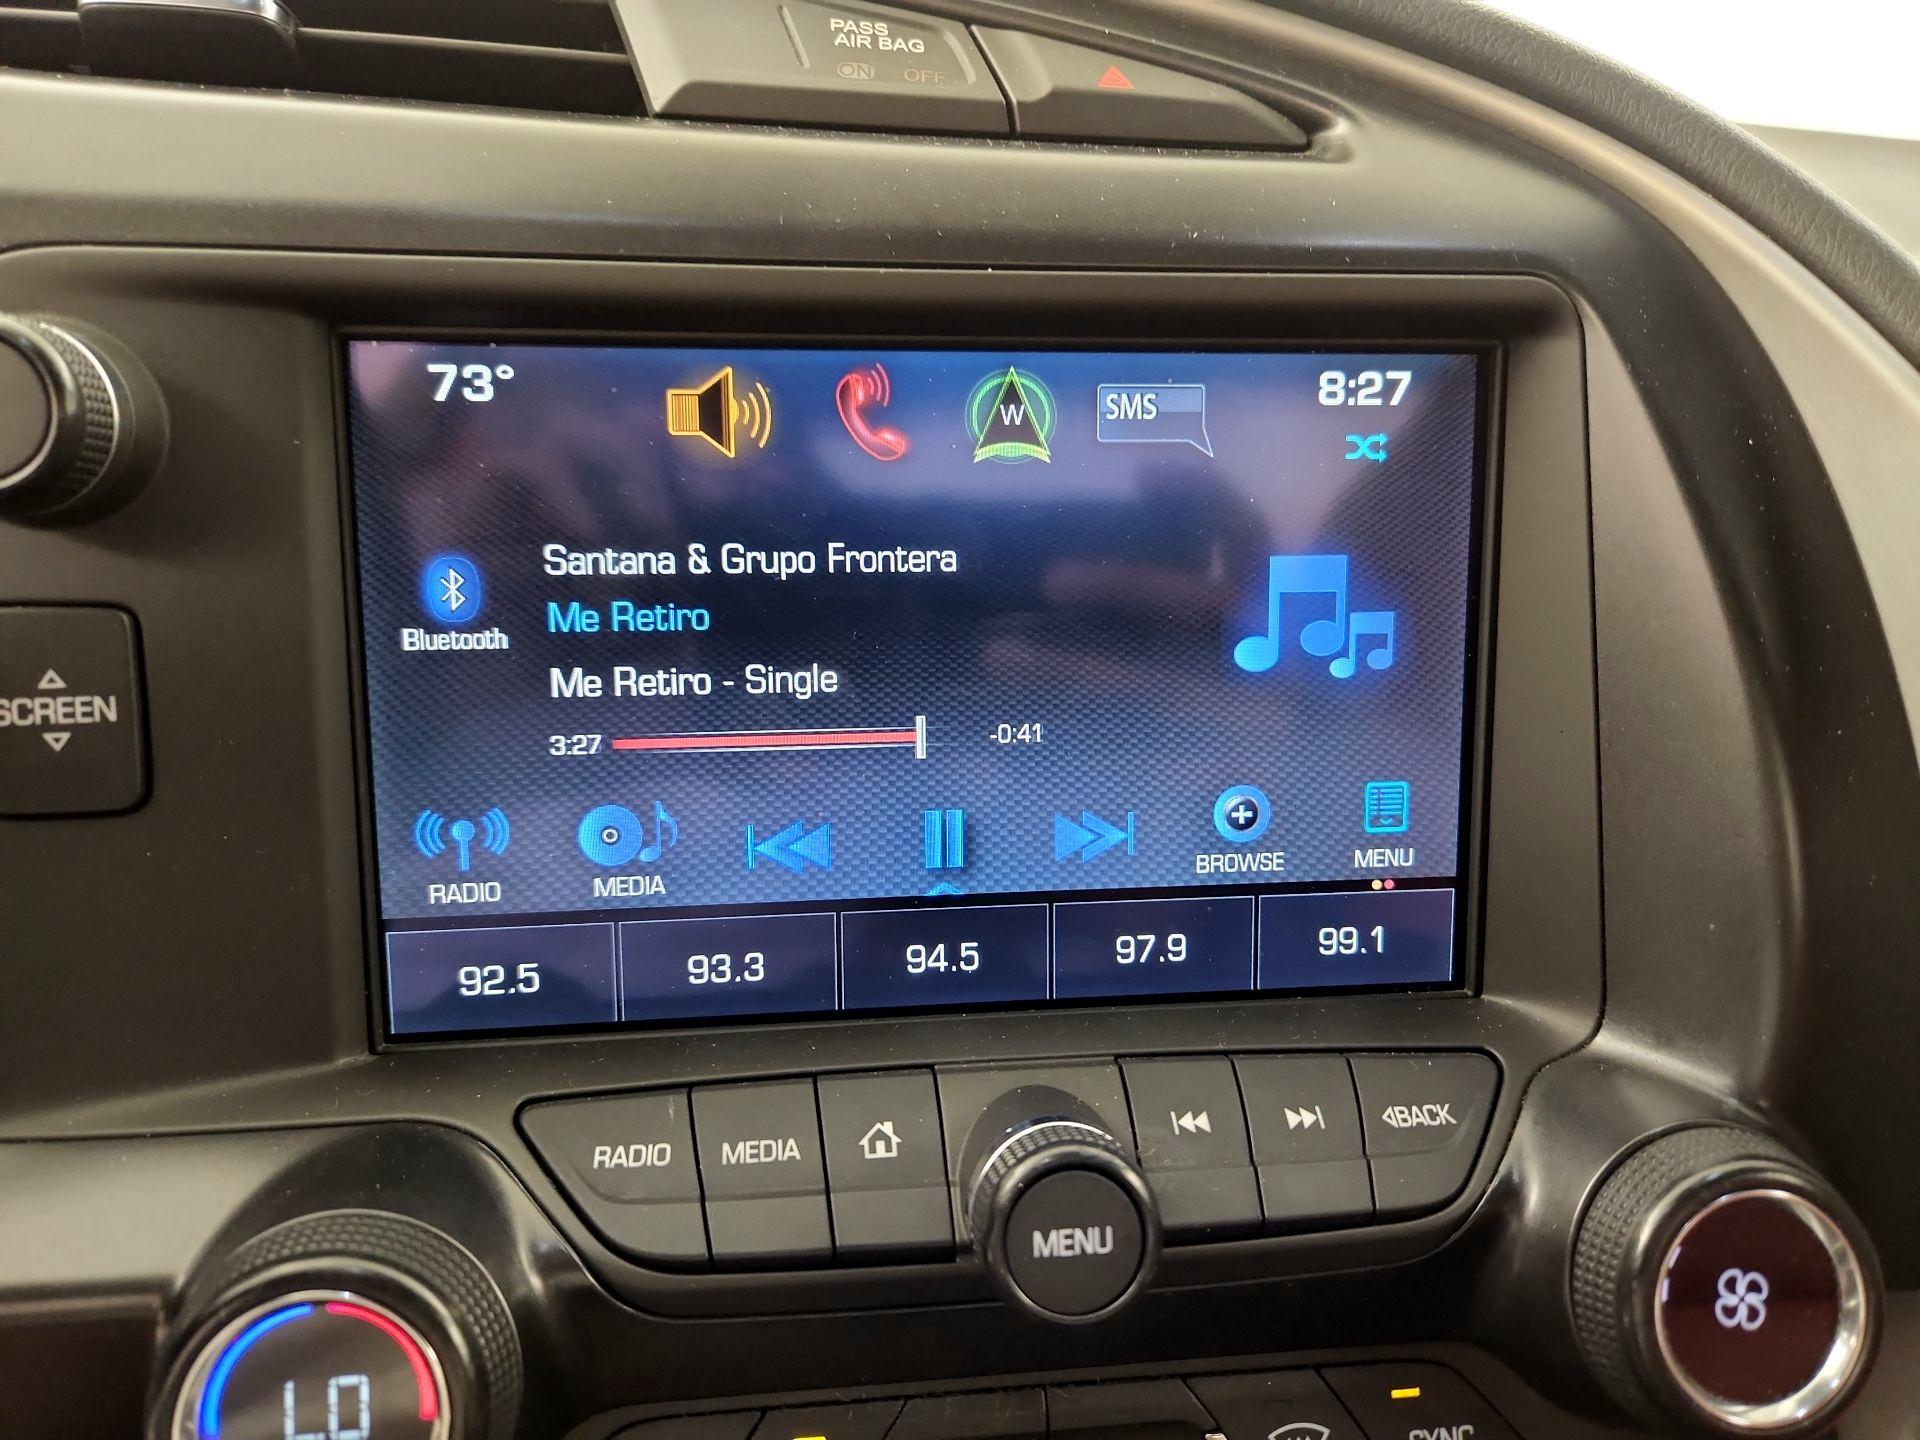 PASS
AIR BAG
ON OFF
73°
W
SMS
8:27
Santana & Grupo Frontera
Bluetooth
Me Retiro
Me Retiro - Single
3:27
-0:41
SCREEN
RADIO
MEDIA
BROWSE
MENU
92.5
93.3
94.5
97.9
99.1
RADIO
MEDIA
BACK
MENU
LO
SYNC